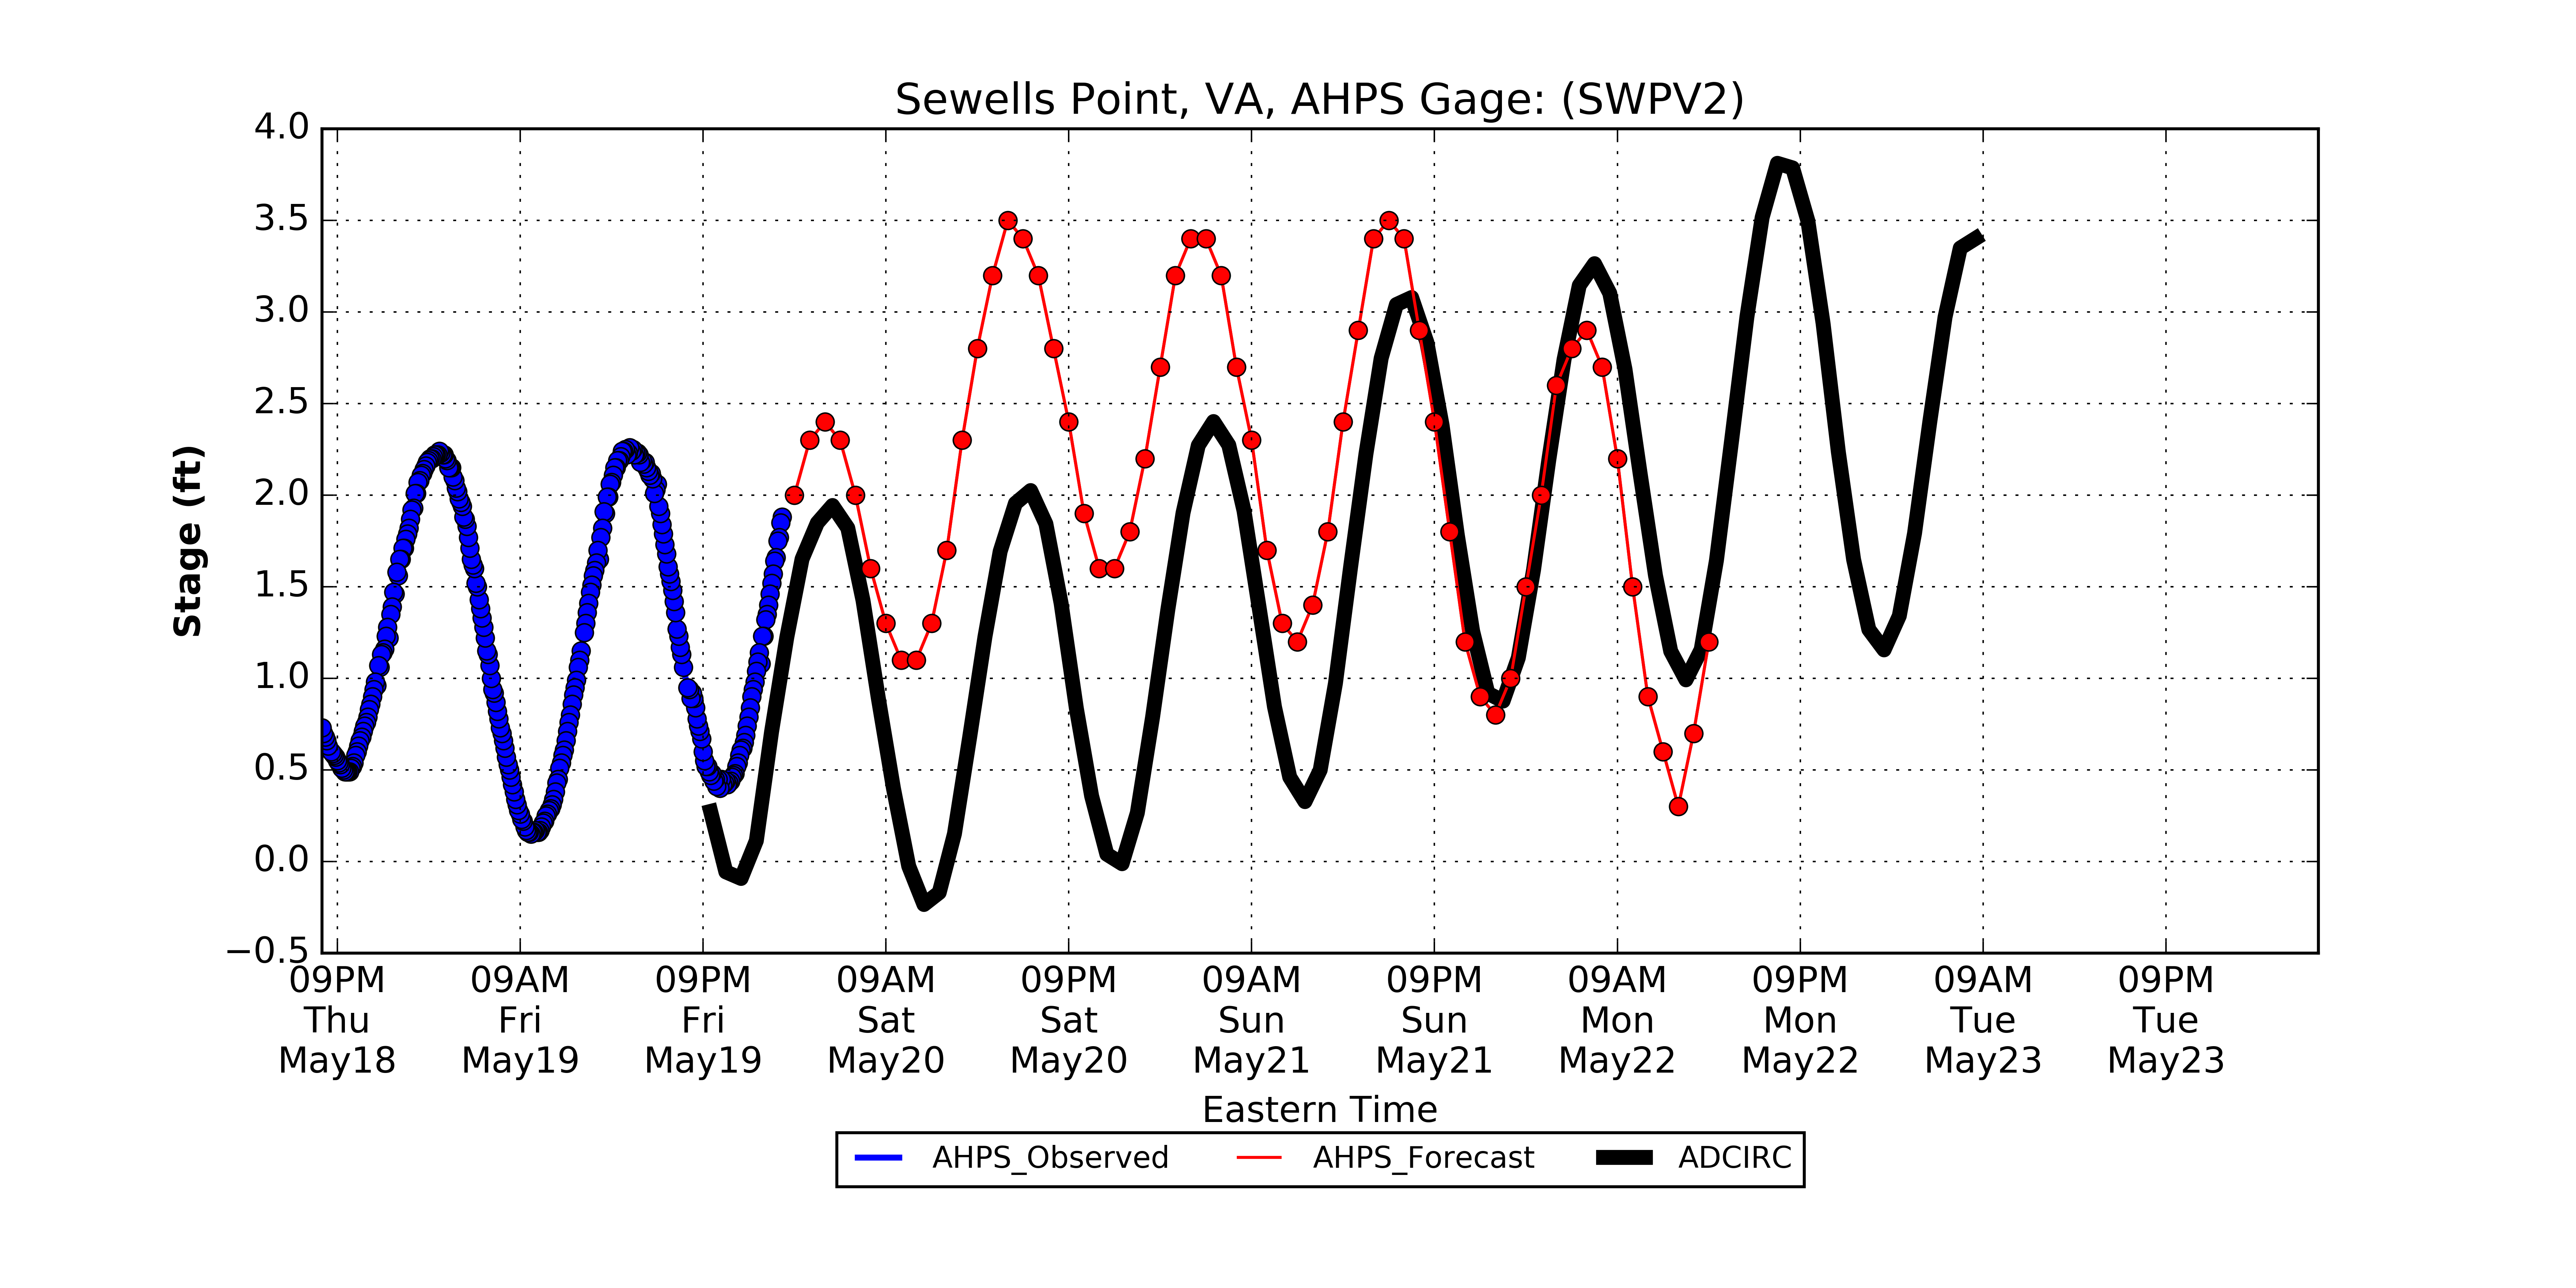 Sewells Point, VA, AHPS Gage: (SWPV2)
4.0
3.5
3.0
2.5
2.0
1.5
1.0
0.5
0.0
−0.5
Stage (ft)
09PM 09AM 09PM 09AM 09PM 09AM 09PM 09AM 09PM 09AM 09PM
Thu Fri Fri Sat Sat Sun Sun Mon Mon Tue Tue
May18 May19 May19 May20 May20 May21 May21 May22 May22 May23 May23
Eastern Time
AHPS_Observed AHPS_Forecast ADCIRC